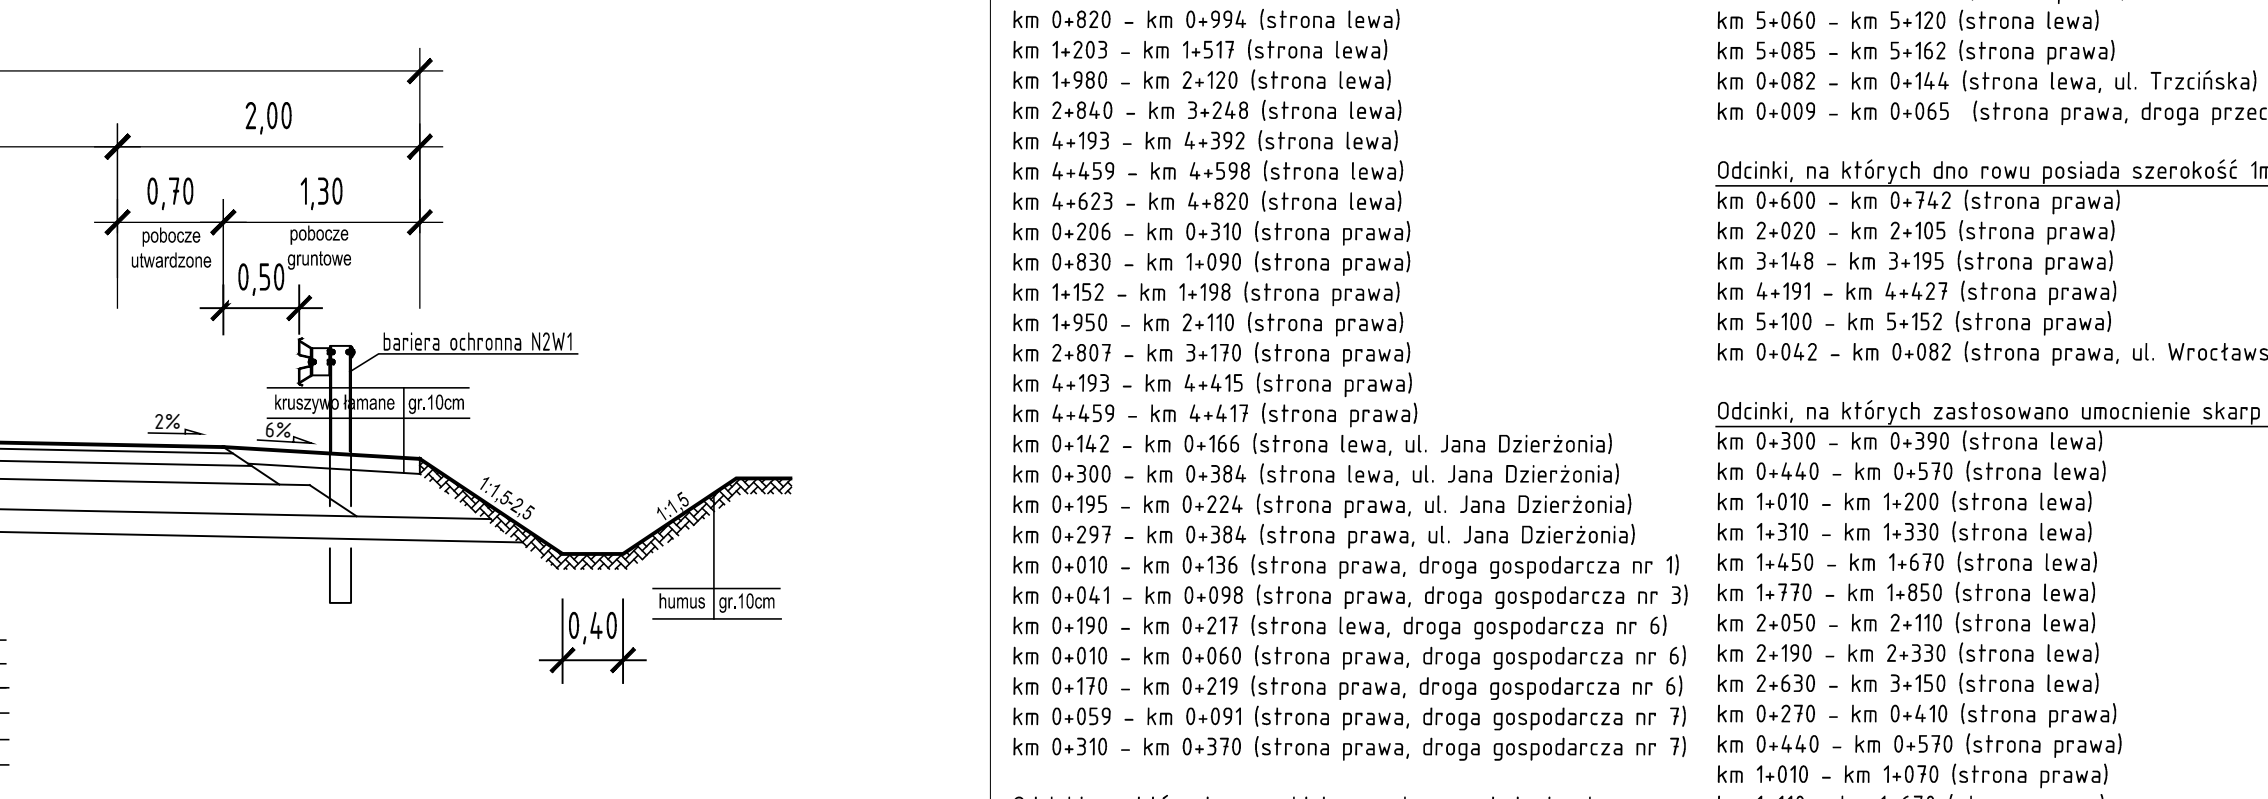 2,00
0,70
1,30
pobocze
utwardzone
pobocze
gruntowe
0,50
bariera ochronna N2W1
kruszywo łamane gr.10cm
2%
6%
1:1,5-2,5
1:1,5
humus gr.10cm
0,40
km 0+820 - km 0+994 (strona lewa)
km 1+203 - km 1+517 (strona lewa)
km 1+980 - km 2+120 (strona lewa)
km 2+840 - km 3+248 (strona lewa)
km 4+193 - km 4+392 (strona lewa)
km 4+459 - km 4+598 (strona lewa)
km 4+623 - km 4+820 (strona lewa)
km 0+206 - km 0+310 (strona prawa)
km 0+830 - km 1+090 (strona prawa)
km 1+152 - km 1+198 (strona prawa)
km 1+950 - km 2+110 (strona prawa)
km 2+807 - km 3+170 (strona prawa)
km 4+193 - km 4+415 (strona prawa)
km 4+459 - km 4+417 (strona prawa)
km 0+142 - km 0+166 (strona lewa, ul. Jana Dzierżonia)
km 0+300 - km 0+384 (strona lewa, ul. Jana Dzierżonia)
km 0+195 - km 0+224 (strona prawa, ul. Jana Dzierżonia)
km 0+297 - km 0+384 (strona prawa, ul. Jana Dzierżonia)
km 0+010 - km 0+136 (strona prawa, droga gospodarcza nr 1)
km 0+041 - km 0+098 (strona prawa, droga gospodarcza nr 3)
km 0+190 - km 0+217 (strona lewa, droga gospodarcza nr 6)
km 0+010 - km 0+060 (strona prawa, droga gospodarcza nr 6)
km 0+170 - km 0+219 (strona prawa, droga gospodarcza nr 6)
km 0+059 - km 0+091 (strona prawa, droga gospodarcza nr 7)
km 0+310 - km 0+370 (strona prawa, droga gospodarcza nr 7)
km 5+060 - km 5+120 (strona lewa)
km 5+085 - km 5+162 (strona prawa)
km 0+082 - km 0+144 (strona lewa, ul. Trzcińska)
km 0+009 - km 0+065 (strona prawa, droga przec
Odcinki, na których dno rowu posiada szerokość 1m
km 0+600 - km 0+742 (strona prawa)
km 2+020 - km 2+105 (strona prawa)
km 3+148 - km 3+195 (strona prawa)
km 4+191 - km 4+427 (strona prawa)
km 5+100 - km 5+152 (strona prawa)
km 0+042 - km 0+082 (strona prawa, ul. Wrocławs
Odcinki, na których zastosowano umocnienie skarp
km 0+300 - km 0+390 (strona lewa)
km 0+440 - km 0+570 (strona lewa)
km 1+010 - km 1+200 (strona lewa)
km 1+310 - km 1+330 (strona lewa)
km 1+450 - km 1+670 (strona lewa)
km 1+770 - km 1+850 (strona lewa)
km 2+050 - km 2+110 (strona lewa)
km 2+190 - km 2+330 (strona lewa)
km 2+630 - km 3+150 (strona lewa)
km 0+270 - km 0+410 (strona prawa)
km 0+440 - km 0+570 (strona prawa)
km 1+010 - km 1+070 (strona prawa)